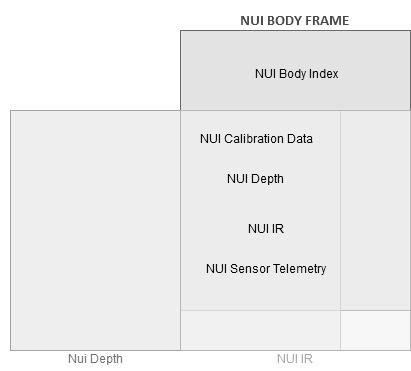 NUI BODY FRAME
NUI Body Index
NUI Calibration Data
NUI Depth
NUI IR
NUI Sensor Telemetry
Nui Depth
NUI IR